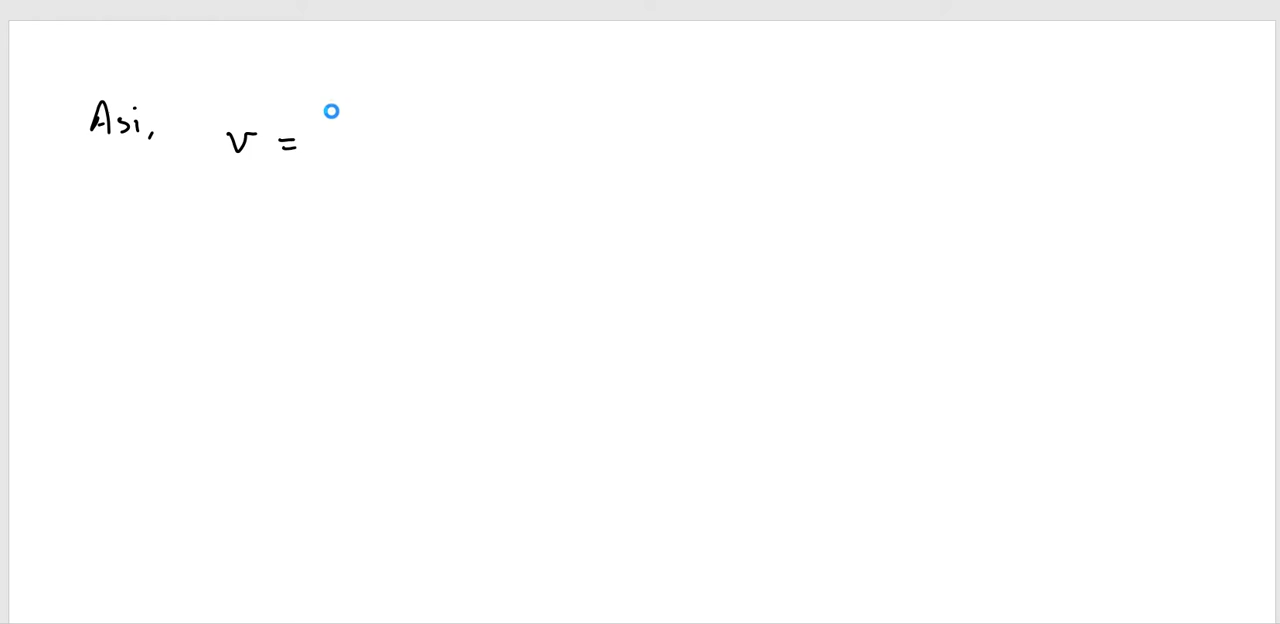 Asi, v =